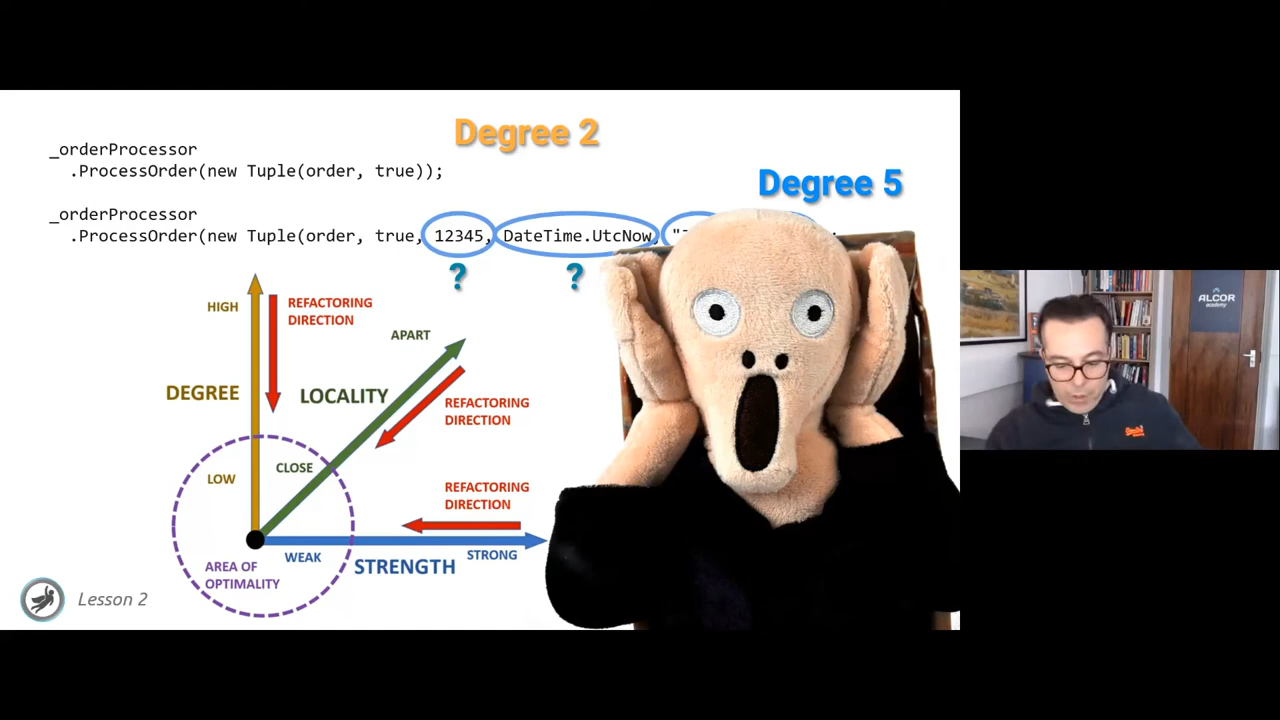 Degree 2
_orderProcessor
.ProcessOrder(new Tuple(order, true));
Degree 5
_orderProcessor
.ProcessOrder(new Tuple(order, true, 12345, DateTime.UtcNow, "
;
? ?
HIGH
REFACTORING
DIRECTION
APART
DEGREE
LOCALITY
REFACTORING
DIRECTION
CLOSE
LOW
REFACTORING
DIRECTION
WEAK
STRENGTH
STRONG
AREA OF
OPTIMALITY
Lesson 2
ALCOR
academy